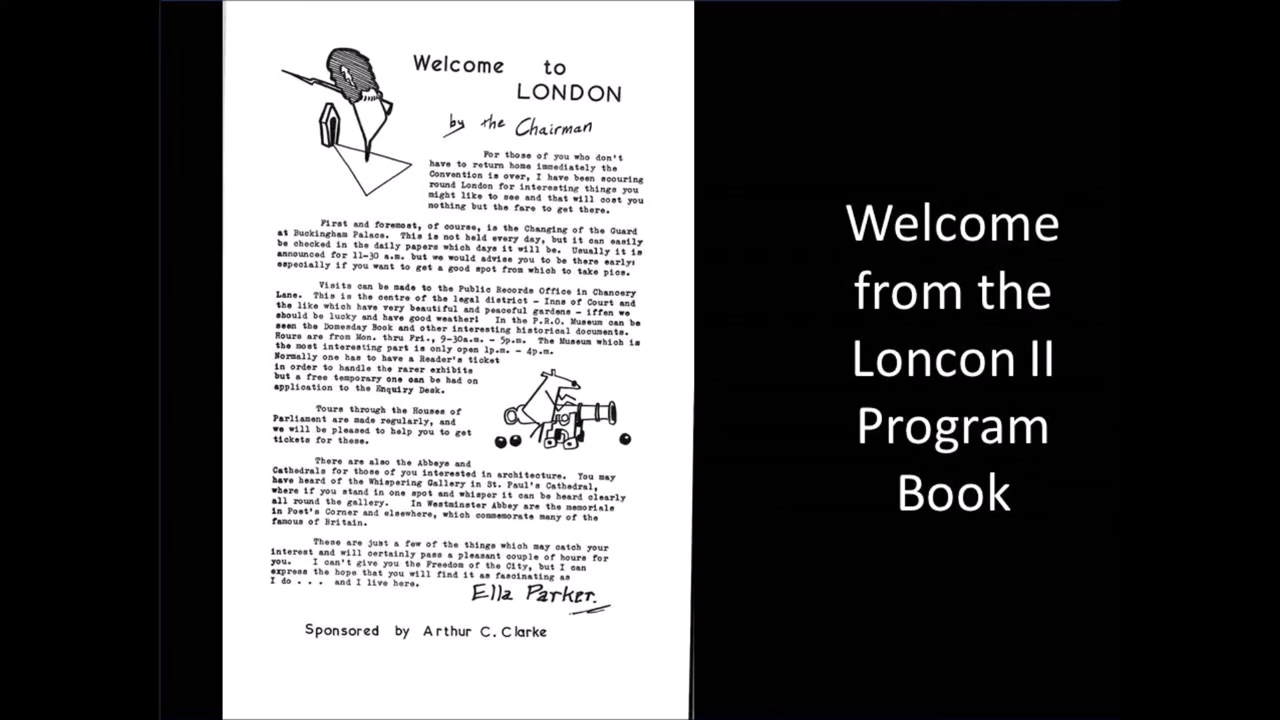 Welcome to
LONDON
by the Chairman
For those of you who don't
have to return home immediately the
Convention is over, I have been scouring
round London for interesting things you
might like to see and that will cost you
nothing but the fare to get there.
First and foremost, of course, is the Changing of the Guard
at Buckingham Palace. This is not held every day, but it can easily
be checked in the daily papers which days it will be. Usually it is
announced for 11-30 a.m. but we would advise you to be there early:
especially if you want to get a good spot from which to take pics.
Visits can be made to the Public Records Office in Chancery
Lane. This is the centre of the legal district - Inns of Court and
the like which have very beautiful and peaceful gardens - iffen we
should be lucky and have good weather! In the P.R.O. Museum can be
seen the Domesday Book and other interesting historical documents.
Hours are from Mon. thru Fri., 9-30a.m. - 5p.m. The Museum which is
the most interesting part is only open 1p.m. - 4p.m.
Normally one has to have a Reader's ticket
in order to handle the rarer exhibits
but a free temporary one can be had on
application to the Enquiry Desk.
Tours through the Houses of
Parliament are made regularly, and
we will be pleased to help you to get
tickets for these.
There are also the Abbeys and
Cathedrals for those of you interested in architecture. You may
have heard of the Whispering Gallery in St. Paul's Cathedral,
where if you stand in one spot and whisper it can be heard clearly
all round the gallery. In Westminster Abbey are the memorials
in Poet's Corner and elsewhere, which commemorate many of the
famous of Britain.
These are just a few of the things which may catch your
interest and will certainly pass a pleasant couple of hours for
you. I can't give you the Freedom of the City, but I can
express the hope that you will find it as fascinating as
I do . . . and I live here.
Ella Parker.
Sponsored by Arthur C. Clarke
Welcome
from the
Loncon II
Program
Book